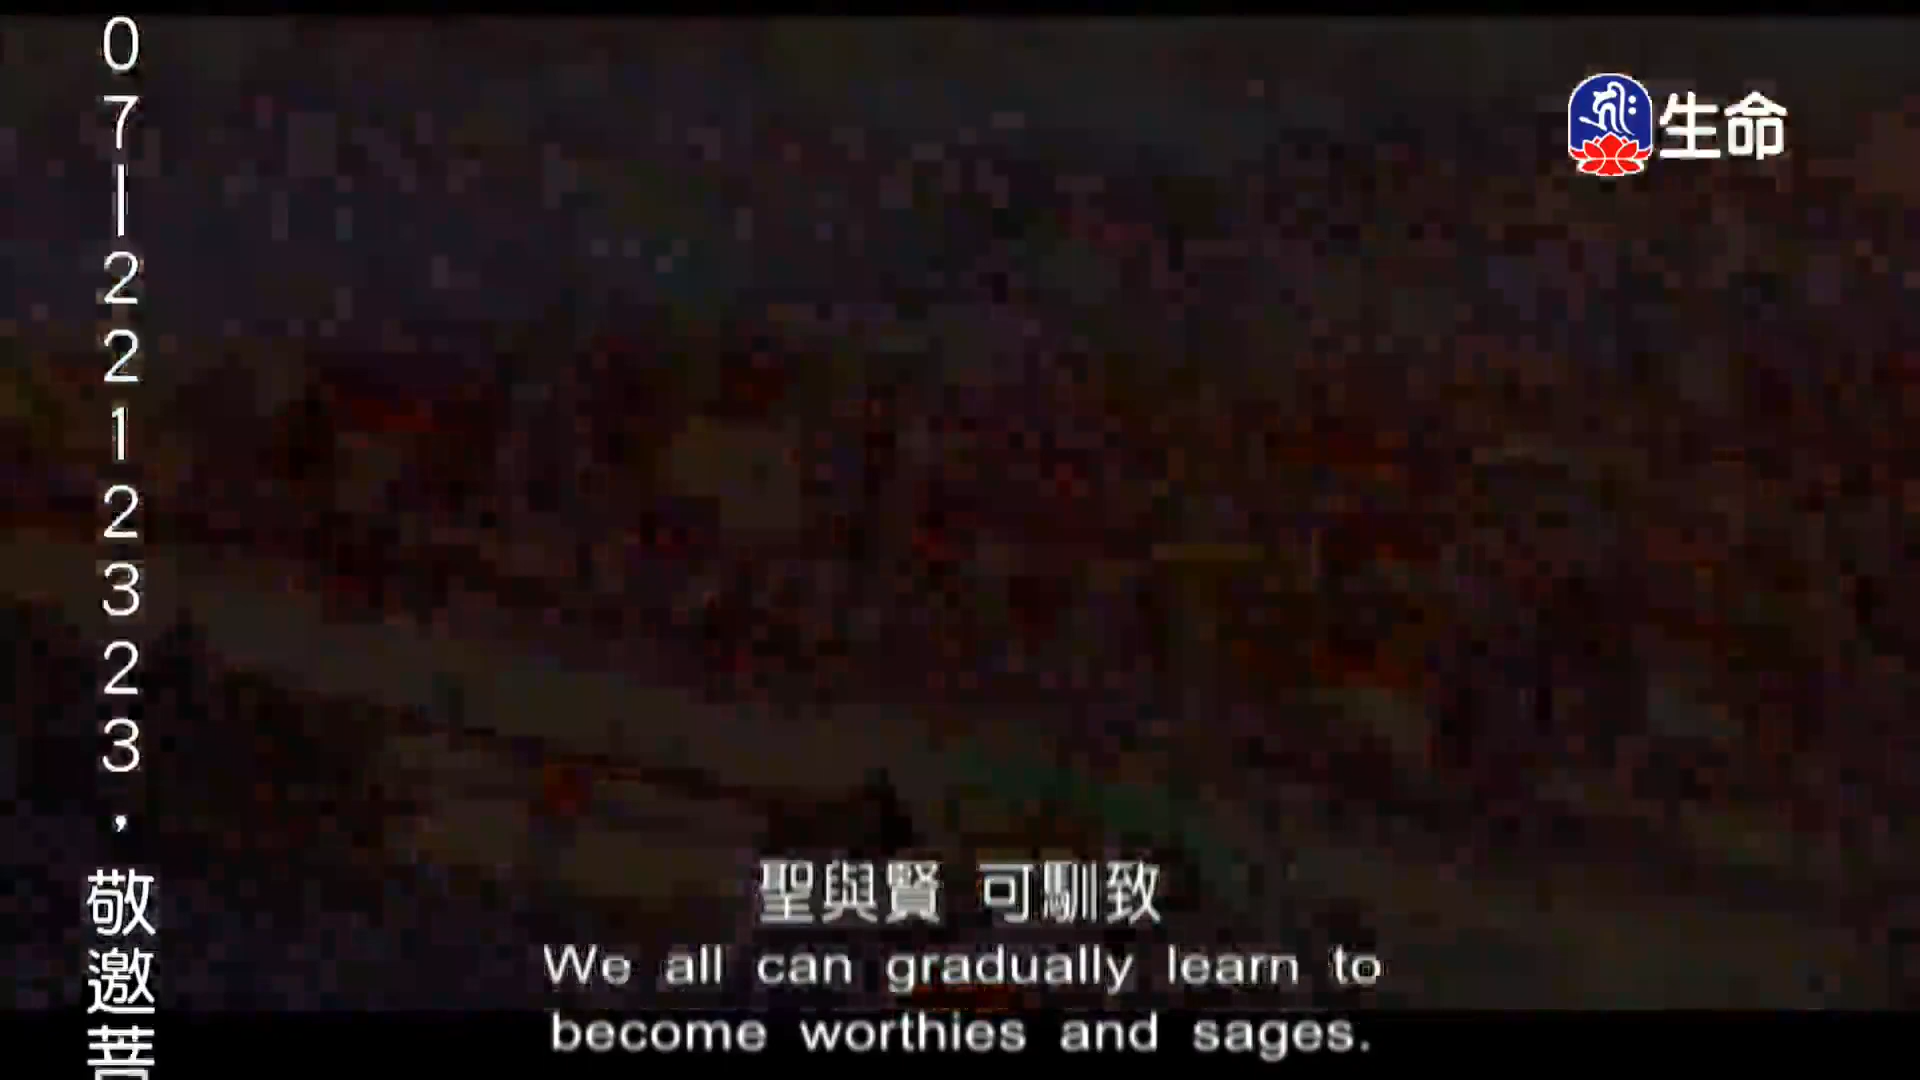 07－2212323，敬邀菩
生命
聖與賢 可馴致
We all can gradually learn to
become worthies and sages.